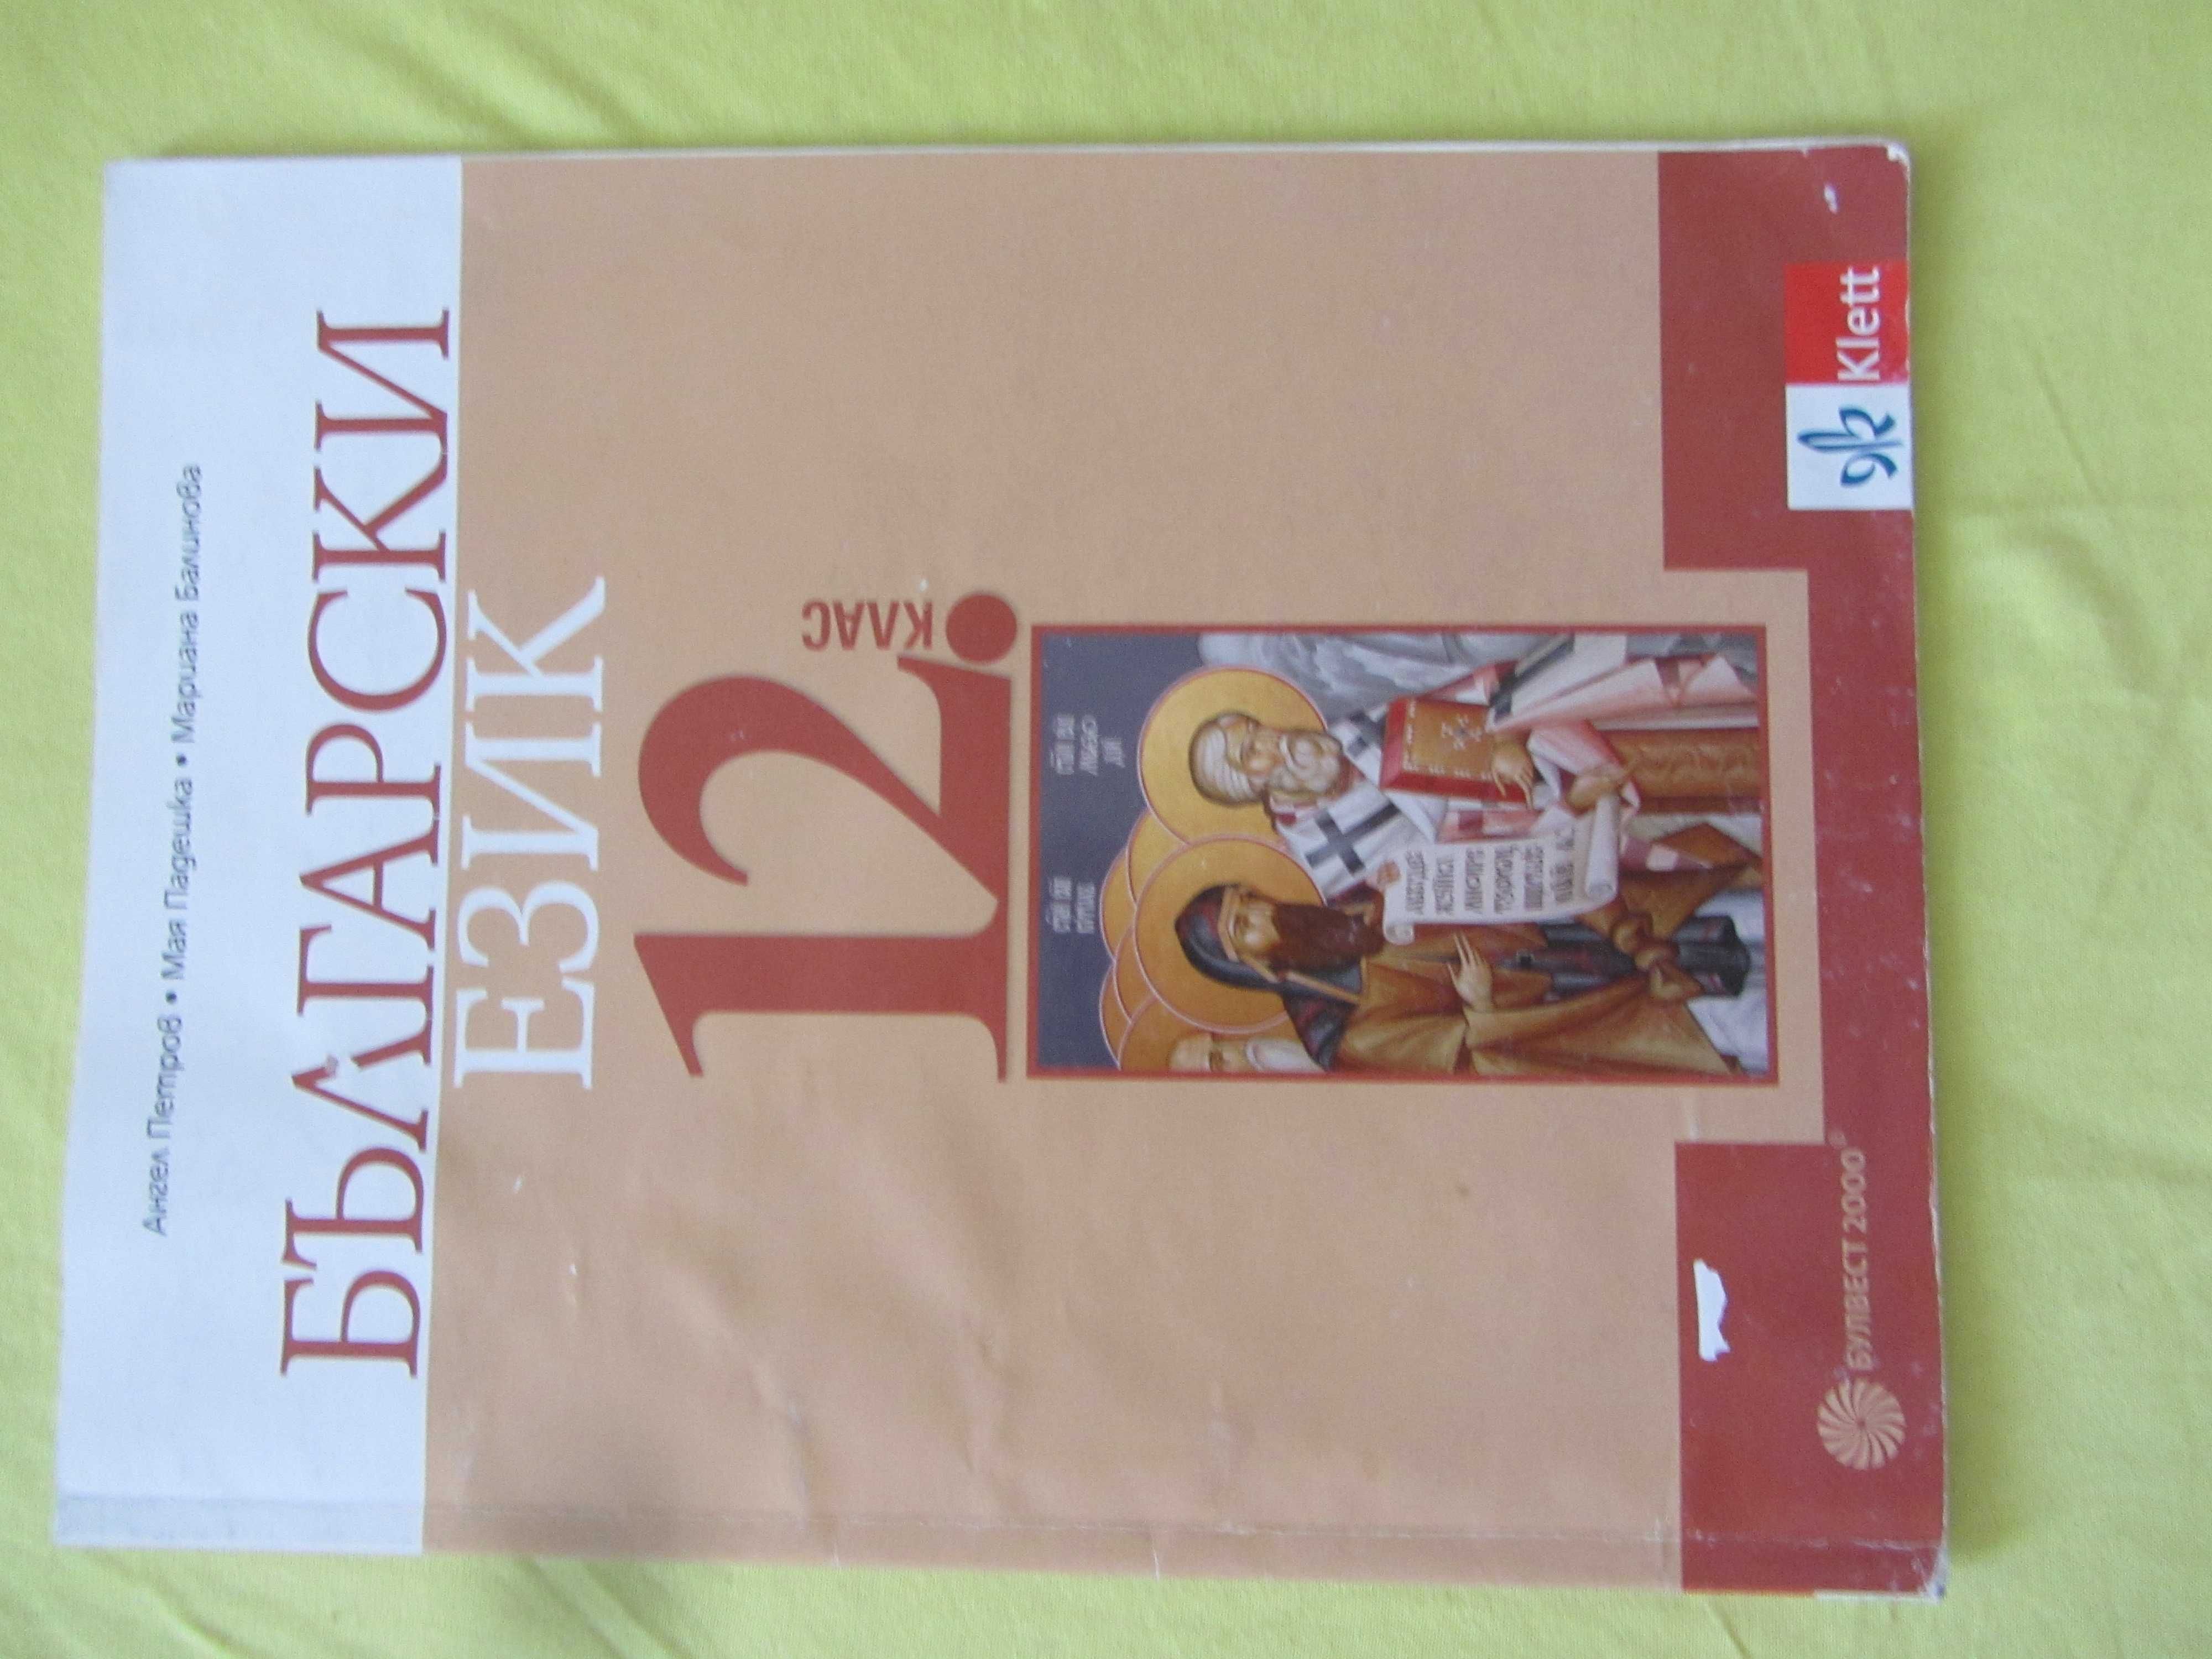 Ангел Петров • Мая Падешка • Мариана Балинова
БЪЛГАРСКИ
ЕЗИК
12.
КЛАС
БУЛВЕСТ 2000®
Klett